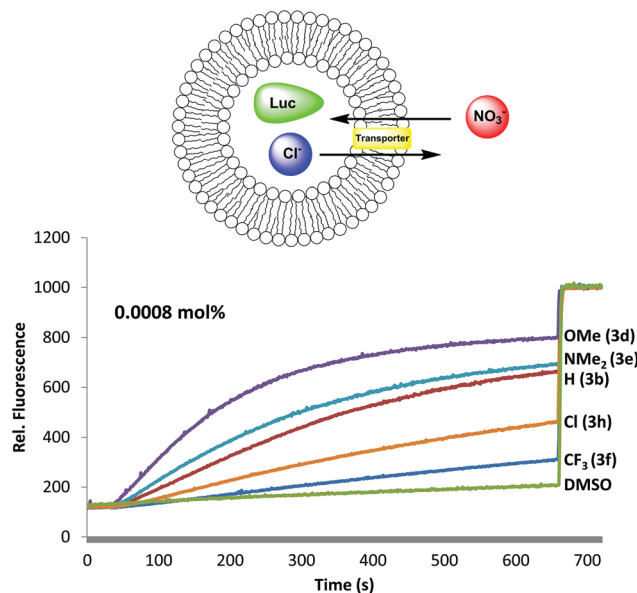 Luc
NO₃⁻
Transporter
Cl⁻
1200
1000
800
600
400
200
0
Rel. Fluorescence
0.0008 mol%
OMe (3d)
NMe₂ (3e)
H (3b)
Cl (3h)
CF₃ (3f)
DMSO
0 100 200 300 400 500 600 700
Time (s)